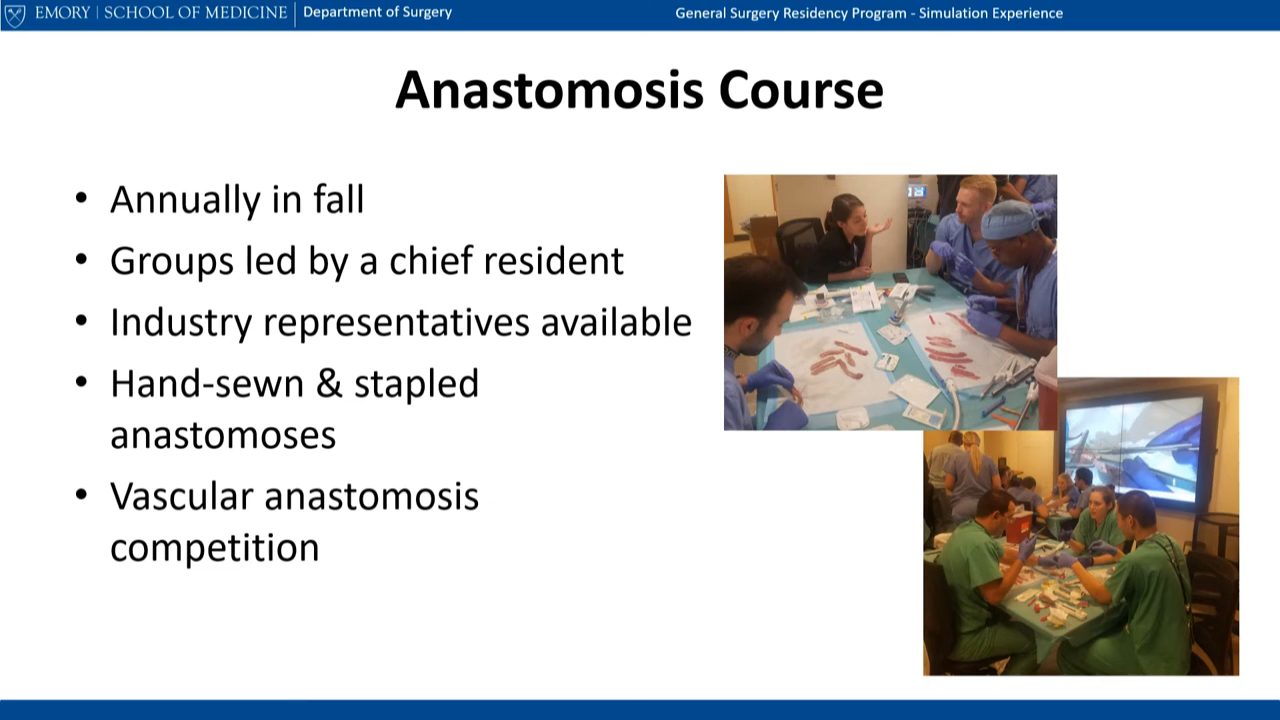 EMORY | SCHOOL OF MEDICINE | Department of Surgery
General Surgery Residency Program - Simulation Experience
Anastomosis Course
• Annually in fall
• Groups led by a chief resident
• Industry representatives available
• Hand-sewn & stapled
anastomoses
• Vascular anastomosis
competition